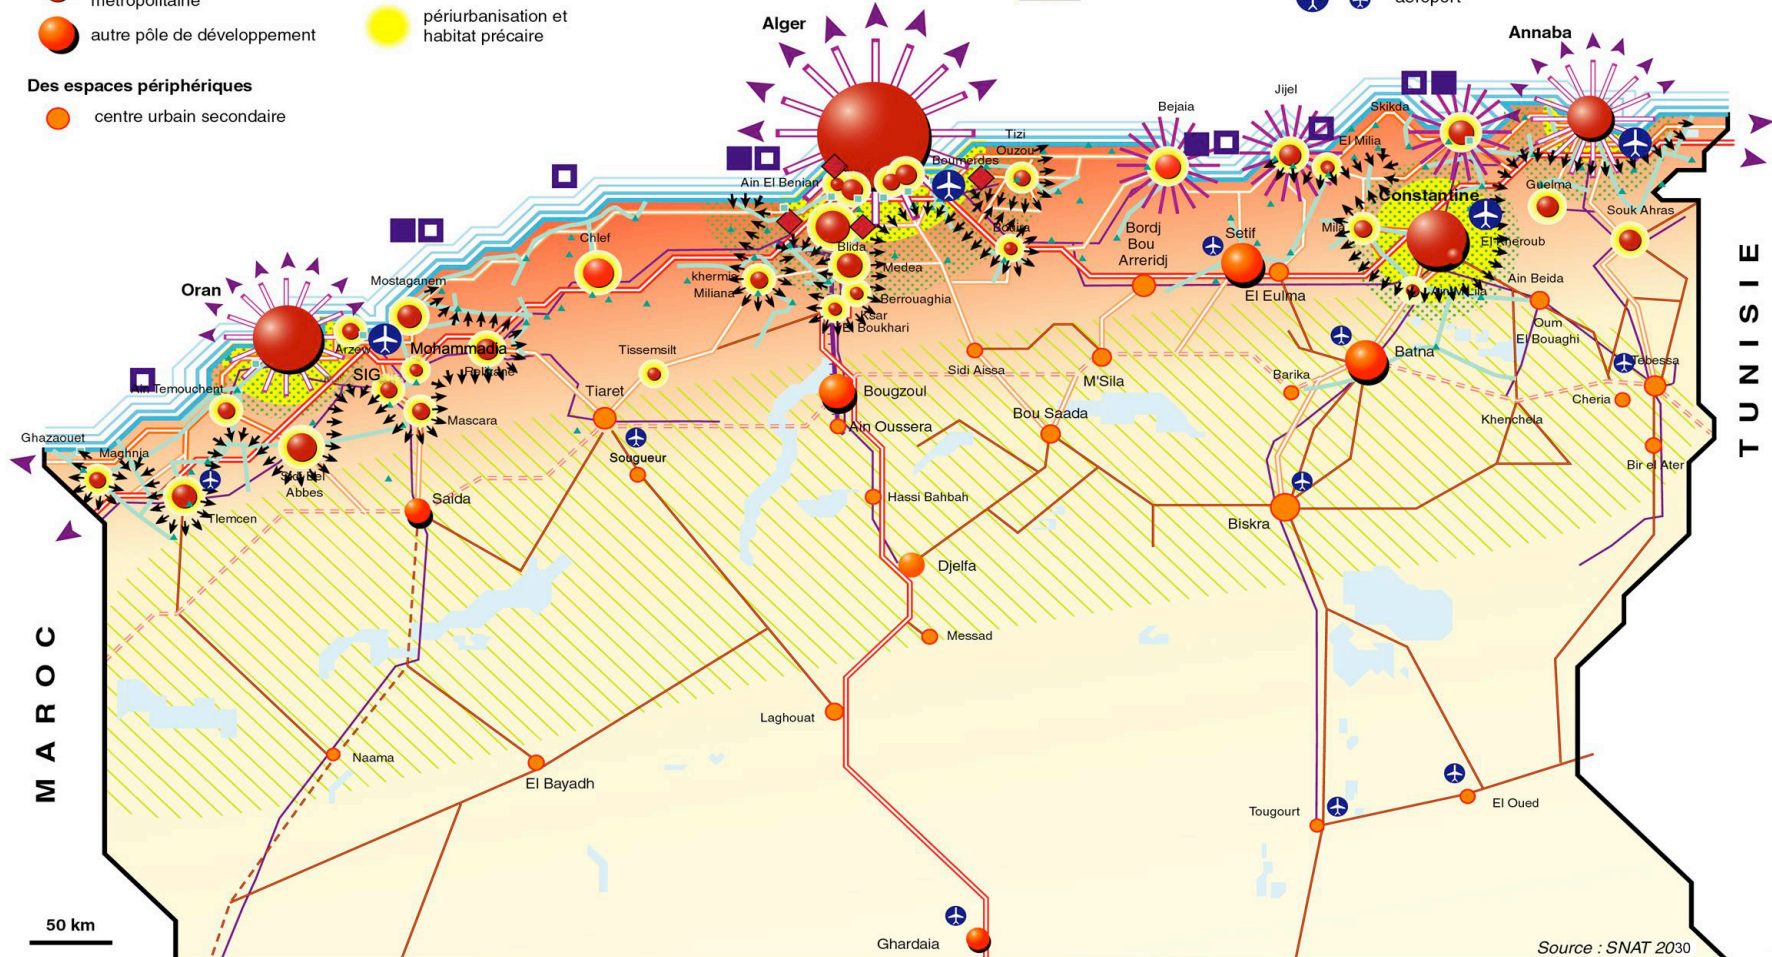 métropolitaine
autre pôle de développement
périurbanisation et
habitat précaire
Des espaces périphériques
centre urbain secondaire
aéroport
Alger
Annaba
Jijel
Bejaia
Skikda
El Milia
Tizi
Ouzou
Boumerdes
Ain El Benian
Constantine
Guelma
Souk Ahras
Mila
El Kheroub
Bouira
Bordj
Bou
Arreridj
Setif
El Eulma
Ain M'Lila
Ain Beida
Oum
El Bouaghi
Tebessa
Chlef
Blida
Medea
Berrouaghia
Ksar
El Boukhari
khermis
Miliana
Mostaganem
Oran
Arzew
Mohammadia
SIG
Relizane
Ain Temouchent
Mascara
Tissemsilt
Tiaret
Sidi Aissa
M'Sila
Barika
Batna
Cheria
Khenchela
Bir el Ater
Bougzoul
Ain Oussera
Bou Saada
Ghazaouet
Maghnia
Sidi Bel
Abbes
Tlemcen
Saïda
Sougueur
Hassi Bahbah
Biskra
Djelfa
Messad
Laghouat
Naama
El Bayadh
Tougourt
El Oued
Ghardaia
MAROC
TUNISIE
50 km
Source : SNAT 2030